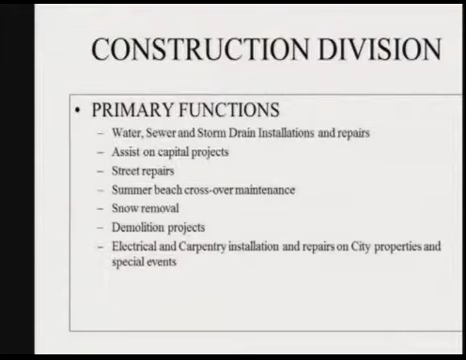 CONSTRUCTION DIVISION
• PRIMARY FUNCTIONS
– Water, Sewer and Storm Drain Installations and repairs
– Assist on capital projects
– Street repairs
– Summer beach cross-over maintenance
– Snow removal
– Demolition projects
– Electrical and Carpentry installation and repairs on City properties and
special events